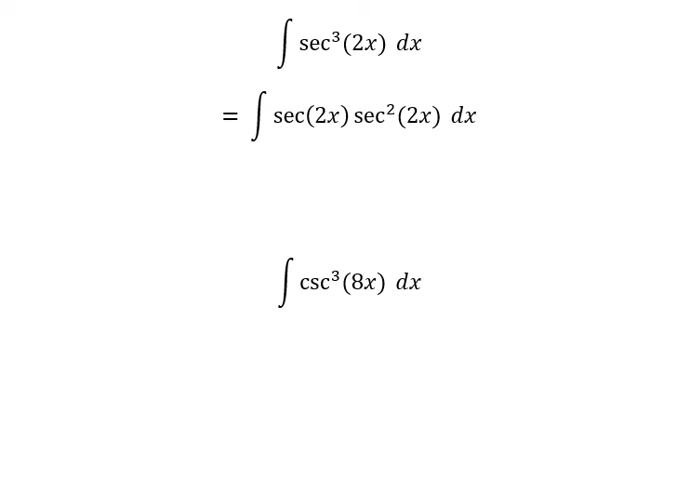 ∫ sec³(2x) dx
= ∫ sec(2x) sec²(2x) dx
∫ csc³(8x) dx